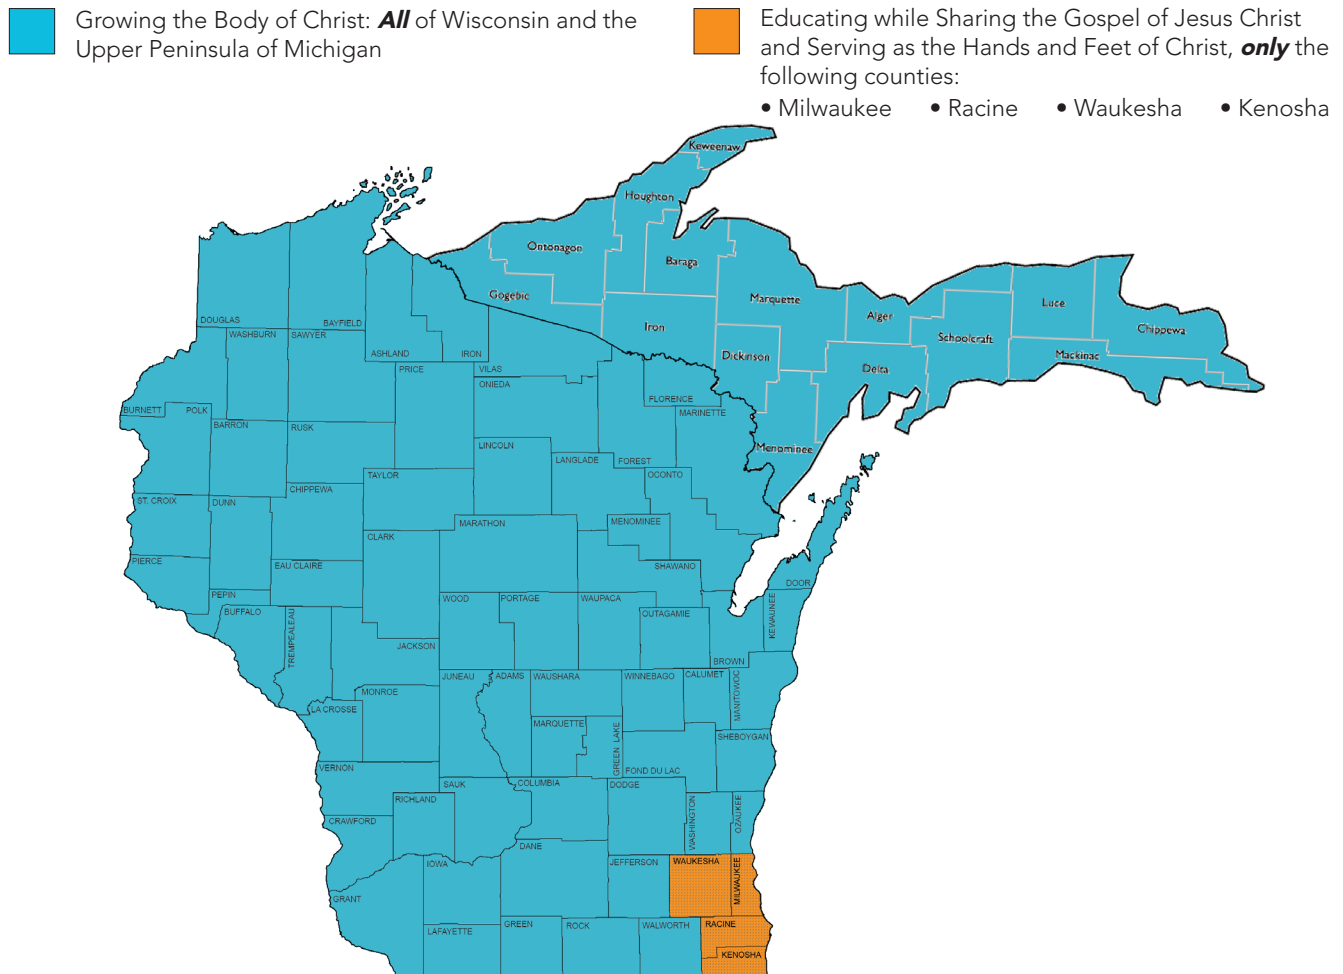 Growing the Body of Christ: All of Wisconsin and the
Upper Peninsula of Michigan
Educating while Sharing the Gospel of Jesus Christ
and Serving as the Hands and Feet of Christ, only the
following counties:
• Milwaukee • Racine • Waukesha • Kenosha
Keweenaw
Houghton
Ontonagon
Baraga
Gogebic
Marquette
Luce
Alger
Chippewa
Iron
Schoolcraft
Dickinson
Mackinac
Delta
Menominee
DOUGLAS
BAYFIELD
WASHBURN
SAWYER
ASHLAND
IRON
PRICE
VILAS
ONIEDA
FLORENCE
BURNETT
POLK
MARINETTE
BARRON
RUSK
LINCOLN
LANGLADE
FOREST
TAYLOR
OCONTO
CHIPPEWA
ST. CROIX
DUNN
MARATHON
MENOMINEE
CLARK
PIERCE
EAU CLAIRE
SHAWANO
DOOR
PEPIN
WOOD
PORTAGE
WAUPACA
BUFFALO
OUTAGAMIE
KEWAUNEE
TREMPEALEAU
JACKSON
BROWN
JUNEAU
ADAMS
WAUSHARA
WINNEBAGO
CALUMET
MANITOWOC
MONROE
LA CROSSE
MARQUETTE
GREEN LAKE
SHEBOYGAN
VERNON
FOND DU LAC
SAUK
COLUMBIA
DODGE
RICHLAND
WASHINGTON
OZAUKEE
CRAWFORD
DANE
IOWA
JEFFERSON
WAUKESHA
MILWAUKEE
GRANT
LAFAYETTE
GREEN
ROCK
WALWORTH
RACINE
KENOSHA